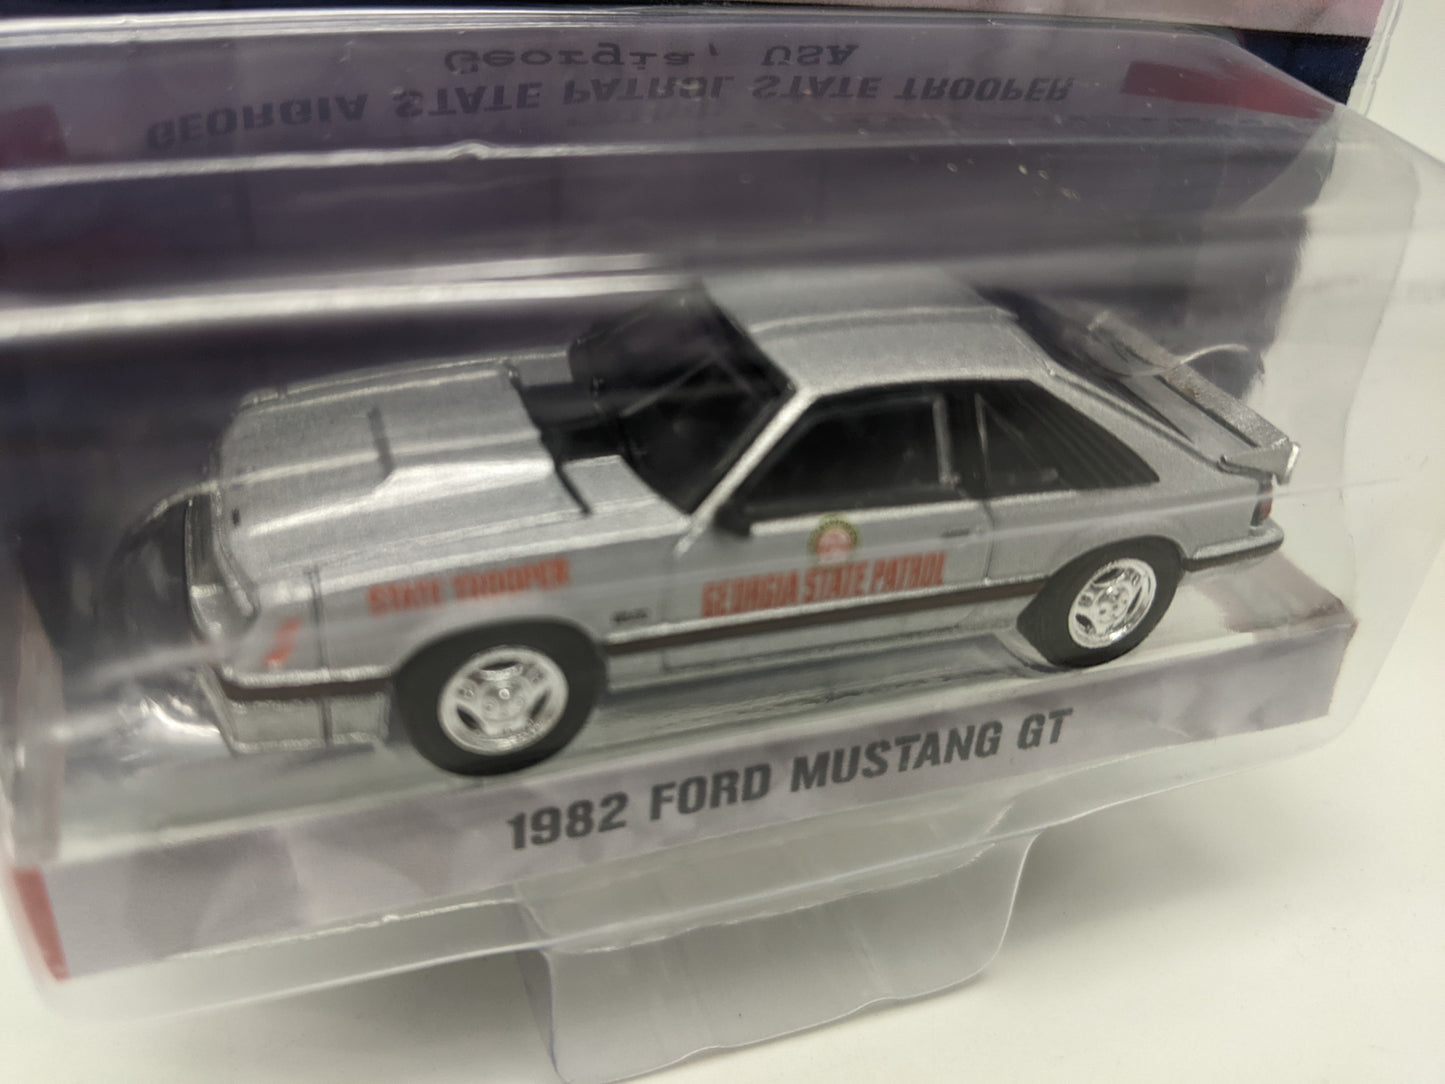 Georgia, USA
GEORGIA STATE PATROL STATE TROOPER
STATE TROOPER
GEORGIA STATE PATROL
1982 FORD MUSTANG GT